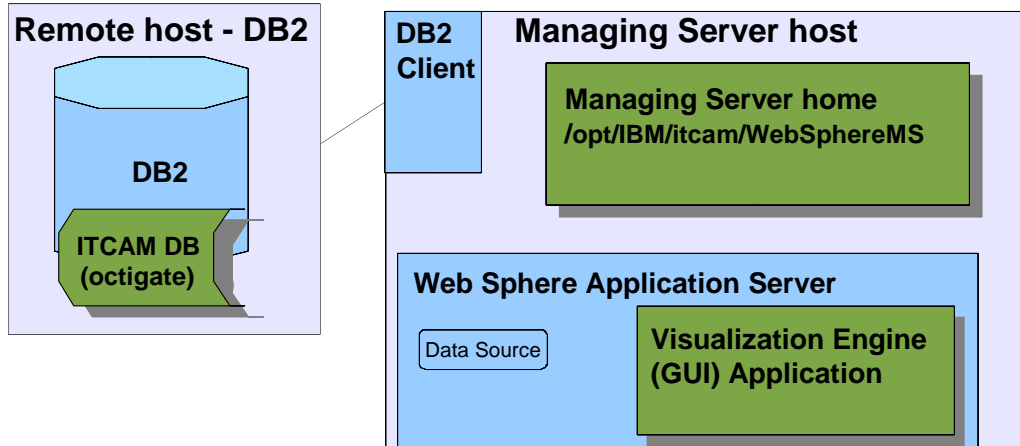 Remote host - DB2
DB2
ITCAM DB
(octigate)
DB2
Client
Managing Server host
Managing Server home
/opt/IBM/itcam/WebSphereMS
Web Sphere Application Server
Data Source
Visualization Engine
(GUI) Application